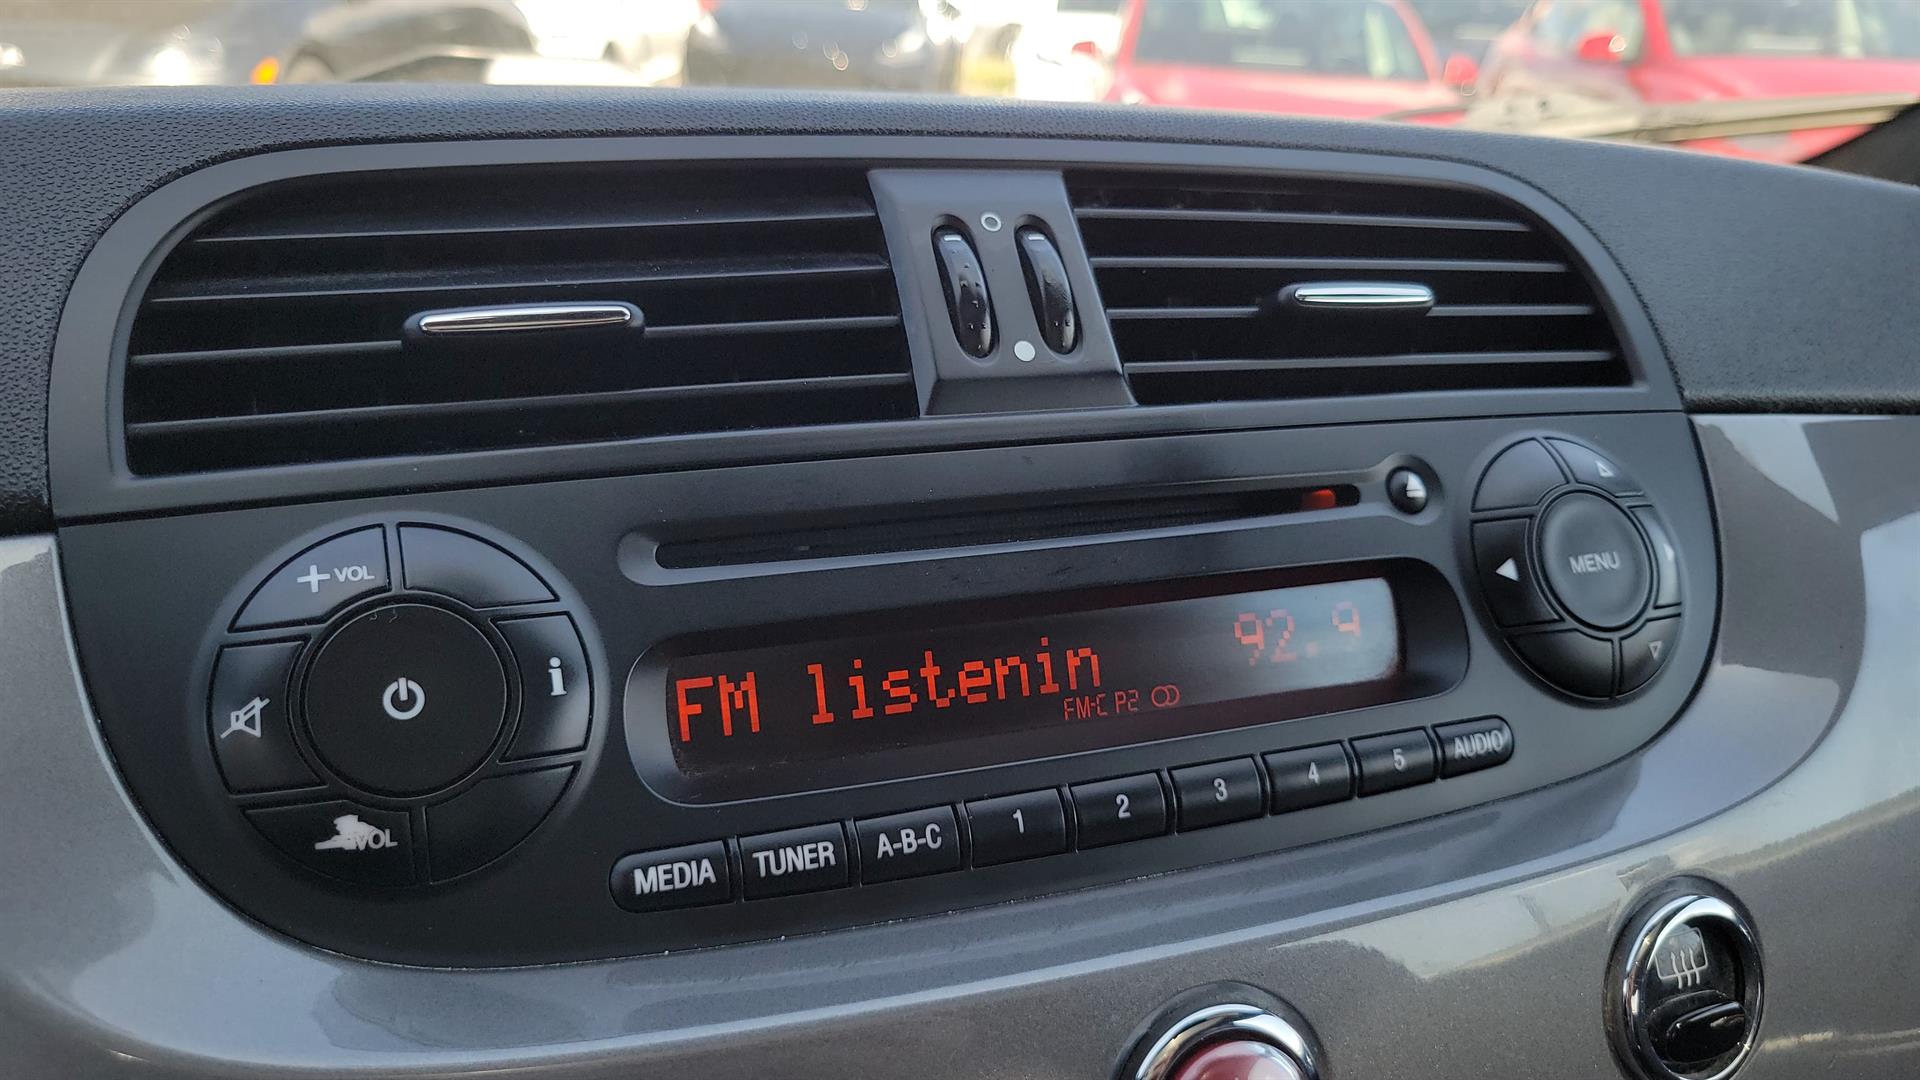 + VOL
i
MENU
FM listenin 92.9
FM-C P2
VOL
MEDIA TUNER A-B-C 1 2 3 4 5 AUDIO